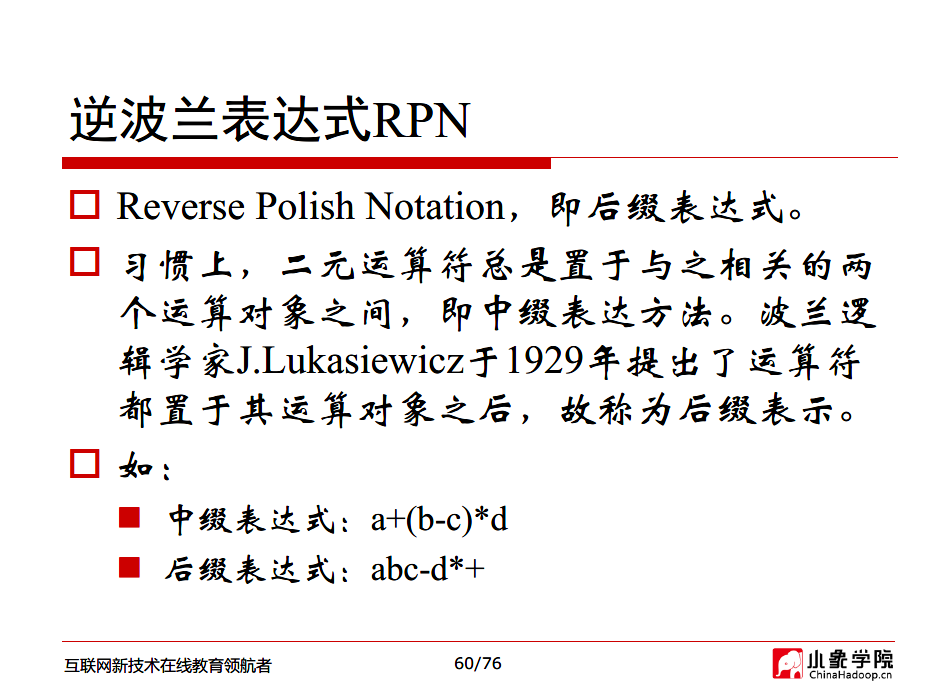 逆波兰表达式RPN
Reverse Polish Notation，即后缀表达式。
习惯上，二元运算符总是置于与之相关的两
个运算对象之间，即中缀表达方法。波兰逻
辑学家J.Lukasiewicz于1929年提出了运算符
都置于其运算对象之后，故称为后缀表示。
如：
中缀表达式：a+(b-c)*d
后缀表达式：abc-d*+
互联网新技术在线教育领航者
60/76
小象学院
ChinaHadoop.cn